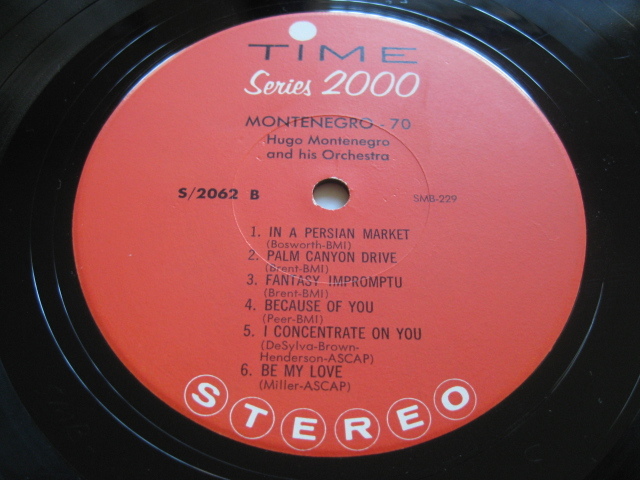 TIME
Series 2000
MONTENEGRO - 70
Hugo Montenegro
and his Orchestra
S/2062 B
SMB-229
1. IN A PERSIAN MARKET
(Bosworth-BMI)
2. PALM CANYON DRIVE
(Brent-BMI)
3. FANTASY IMPROMPTU
(Brent-BMI)
4. BECAUSE OF YOU
(Peer-BMI)
5. I CONCENTRATE ON YOU
(DeSylva-Brown-
Henderson-ASCAP)
6. BE MY LOVE
(Miller-ASCAP)
STEREO